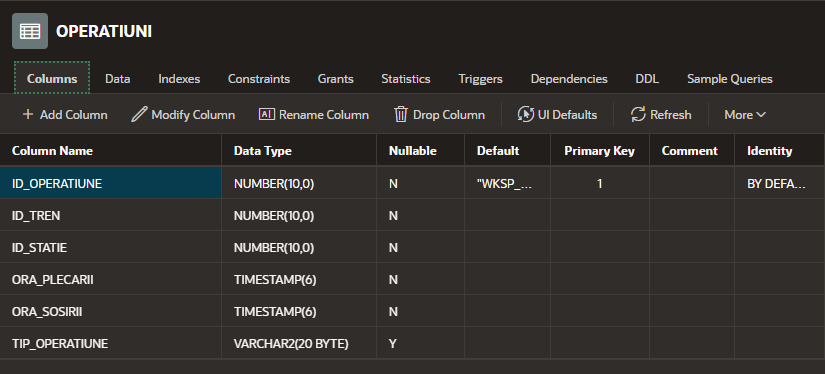 OPERATIUNI
Columns Data Indexes Constraints Grants Statistics Triggers Dependencies DDL Sample Queries
+ Add Column Modify Column AI Rename Column Drop Column UI Defaults Refresh More
Column Name Data Type Nullable Default Primary Key Comment Identity
ID_OPERATIUNE NUMBER(10,0) N "WKSP_... 1 BY DEFA...
ID_TREN NUMBER(10,0) N
ID_STATIE NUMBER(10,0) N
ORA_PLECARII TIMESTAMP(6) N
ORA_SOSIRII TIMESTAMP(6) N
TIP_OPERATIUNE VARCHAR2(20 BYTE) Y